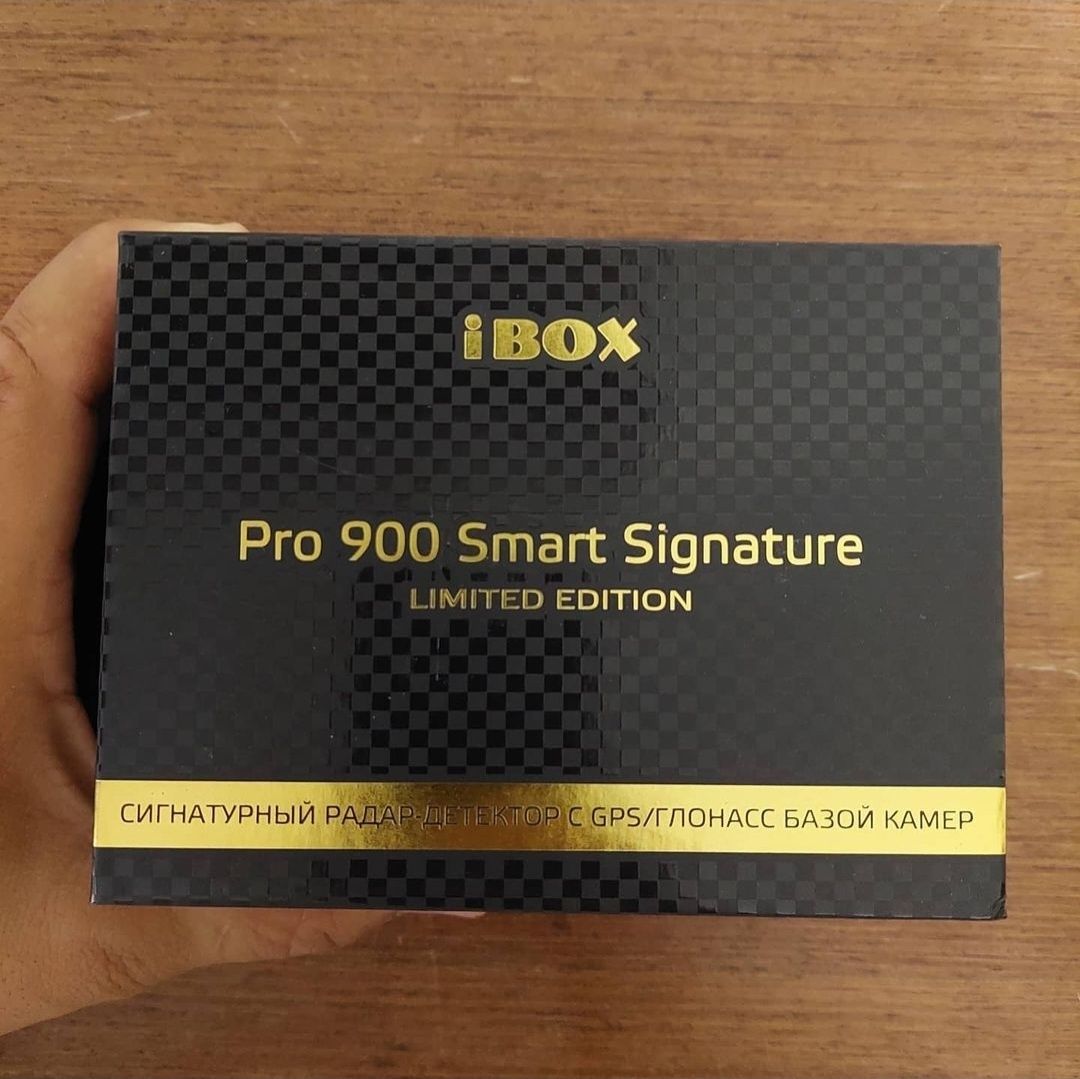 iBOX
Pro 900 Smart Signature
LIMITED EDITION
СИГНАТУРНЫЙ РАДАР-ДЕТЕКТОР С GPS/ГЛОНАСС БАЗОЙ КАМЕР